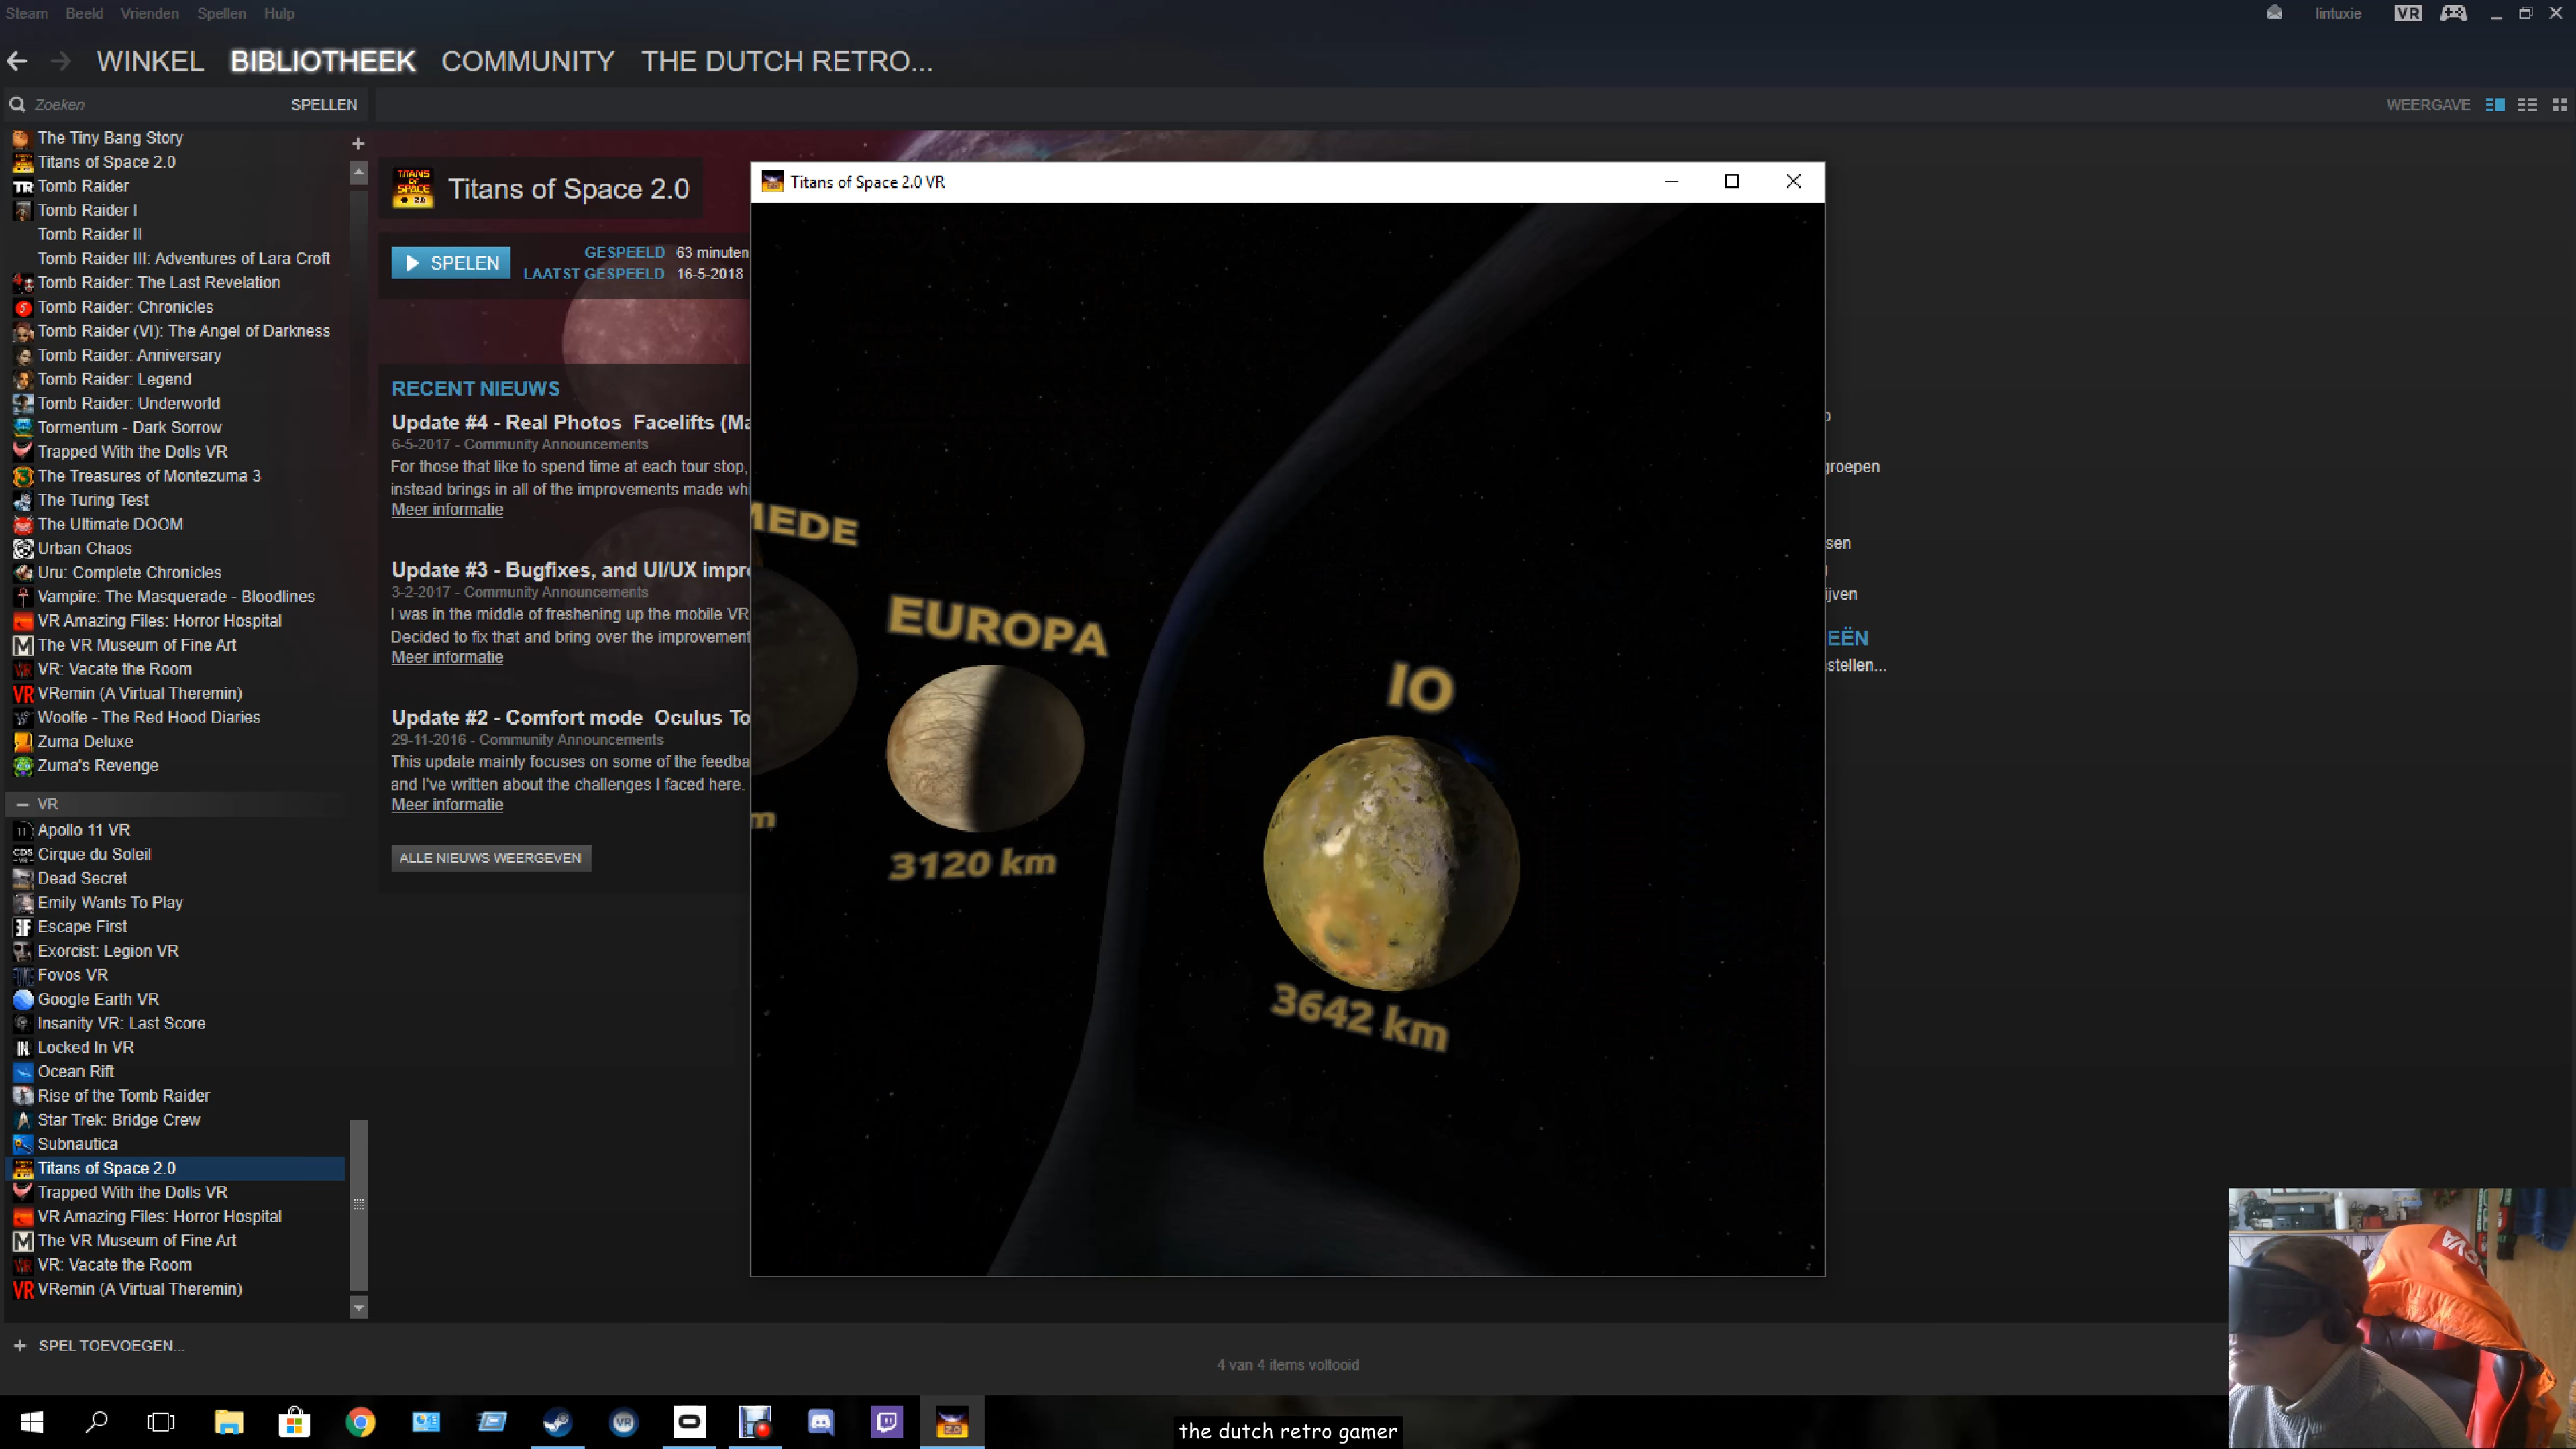 Steam Beeld Vrienden Spellen Hulp
lintuxie VR
WINKEL BIBLIOTHEEK COMMUNITY THE DUTCH RETRO...
Zoeken SPELLEN
WEERGAVE
The Tiny Bang Story
Titans of Space 2.0
Tomb Raider
Tomb Raider I
Tomb Raider II
Tomb Raider III: Adventures of Lara Croft
Tomb Raider: The Last Revelation
Tomb Raider: Chronicles
Tomb Raider (VI): The Angel of Darkness
Tomb Raider: Anniversary
Tomb Raider: Legend
Tomb Raider: Underworld
Tormentum - Dark Sorrow
Trapped With the Dolls VR
The Treasures of Montezuma 3
The Turing Test
The Ultimate DOOM
Urban Chaos
Uru: Complete Chronicles
Vampire: The Masquerade - Bloodlines
VR Amazing Files: Horror Hospital
The VR Museum of Fine Art
VR: Vacate the Room
VRemin (A Virtual Theremin)
Woolfe - The Red Hood Diaries
Zuma Deluxe
Zuma's Revenge
VR
Apollo 11 VR
Cirque du Soleil
Dead Secret
Emily Wants To Play
Escape First
Exorcist: Legion VR
Fovos VR
Google Earth VR
Insanity VR: Last Score
Locked In VR
Ocean Rift
Rise of the Tomb Raider
Star Trek: Bridge Crew
Subnautica
Titans of Space 2.0
Trapped With the Dolls VR
VR Amazing Files: Horror Hospital
The VR Museum of Fine Art
VR: Vacate the Room
VRemin (A Virtual Theremin)
SPEL TOEVOEGEN...
TITANS OF SPACE 2.0
Titans of Space 2.0
SPELEN
GESPEELD 63 minuten
LAATST GESPEELD 16-5-2018
RECENT NIEUWS
Update #4 - Real Photos Facelifts (Ma
6-5-2017 - Community Announcements
For those that like to spend time at each tour stop,
instead brings in all of the improvements made whi
Meer informatie
Update #3 - Bugfixes, and UI/UX impr
3-2-2017 - Community Announcements
I was in the middle of freshening up the mobile VR
Decided to fix that and bring over the improvement
Meer informatie
Update #2 - Comfort mode Oculus To
29-11-2016 - Community Announcements
This update mainly focuses on some of the feedba
and I've written about the challenges I faced here.
Meer informatie
ALLE NIEUWS WEERGEVEN
Titans of Space 2.0 VR
MEDE
m
EUROPA
3120 km
IO
3642 km
groepen
sen
ijven
EËN
stellen...
4 van 4 items voltooid
the dutch retro gamer